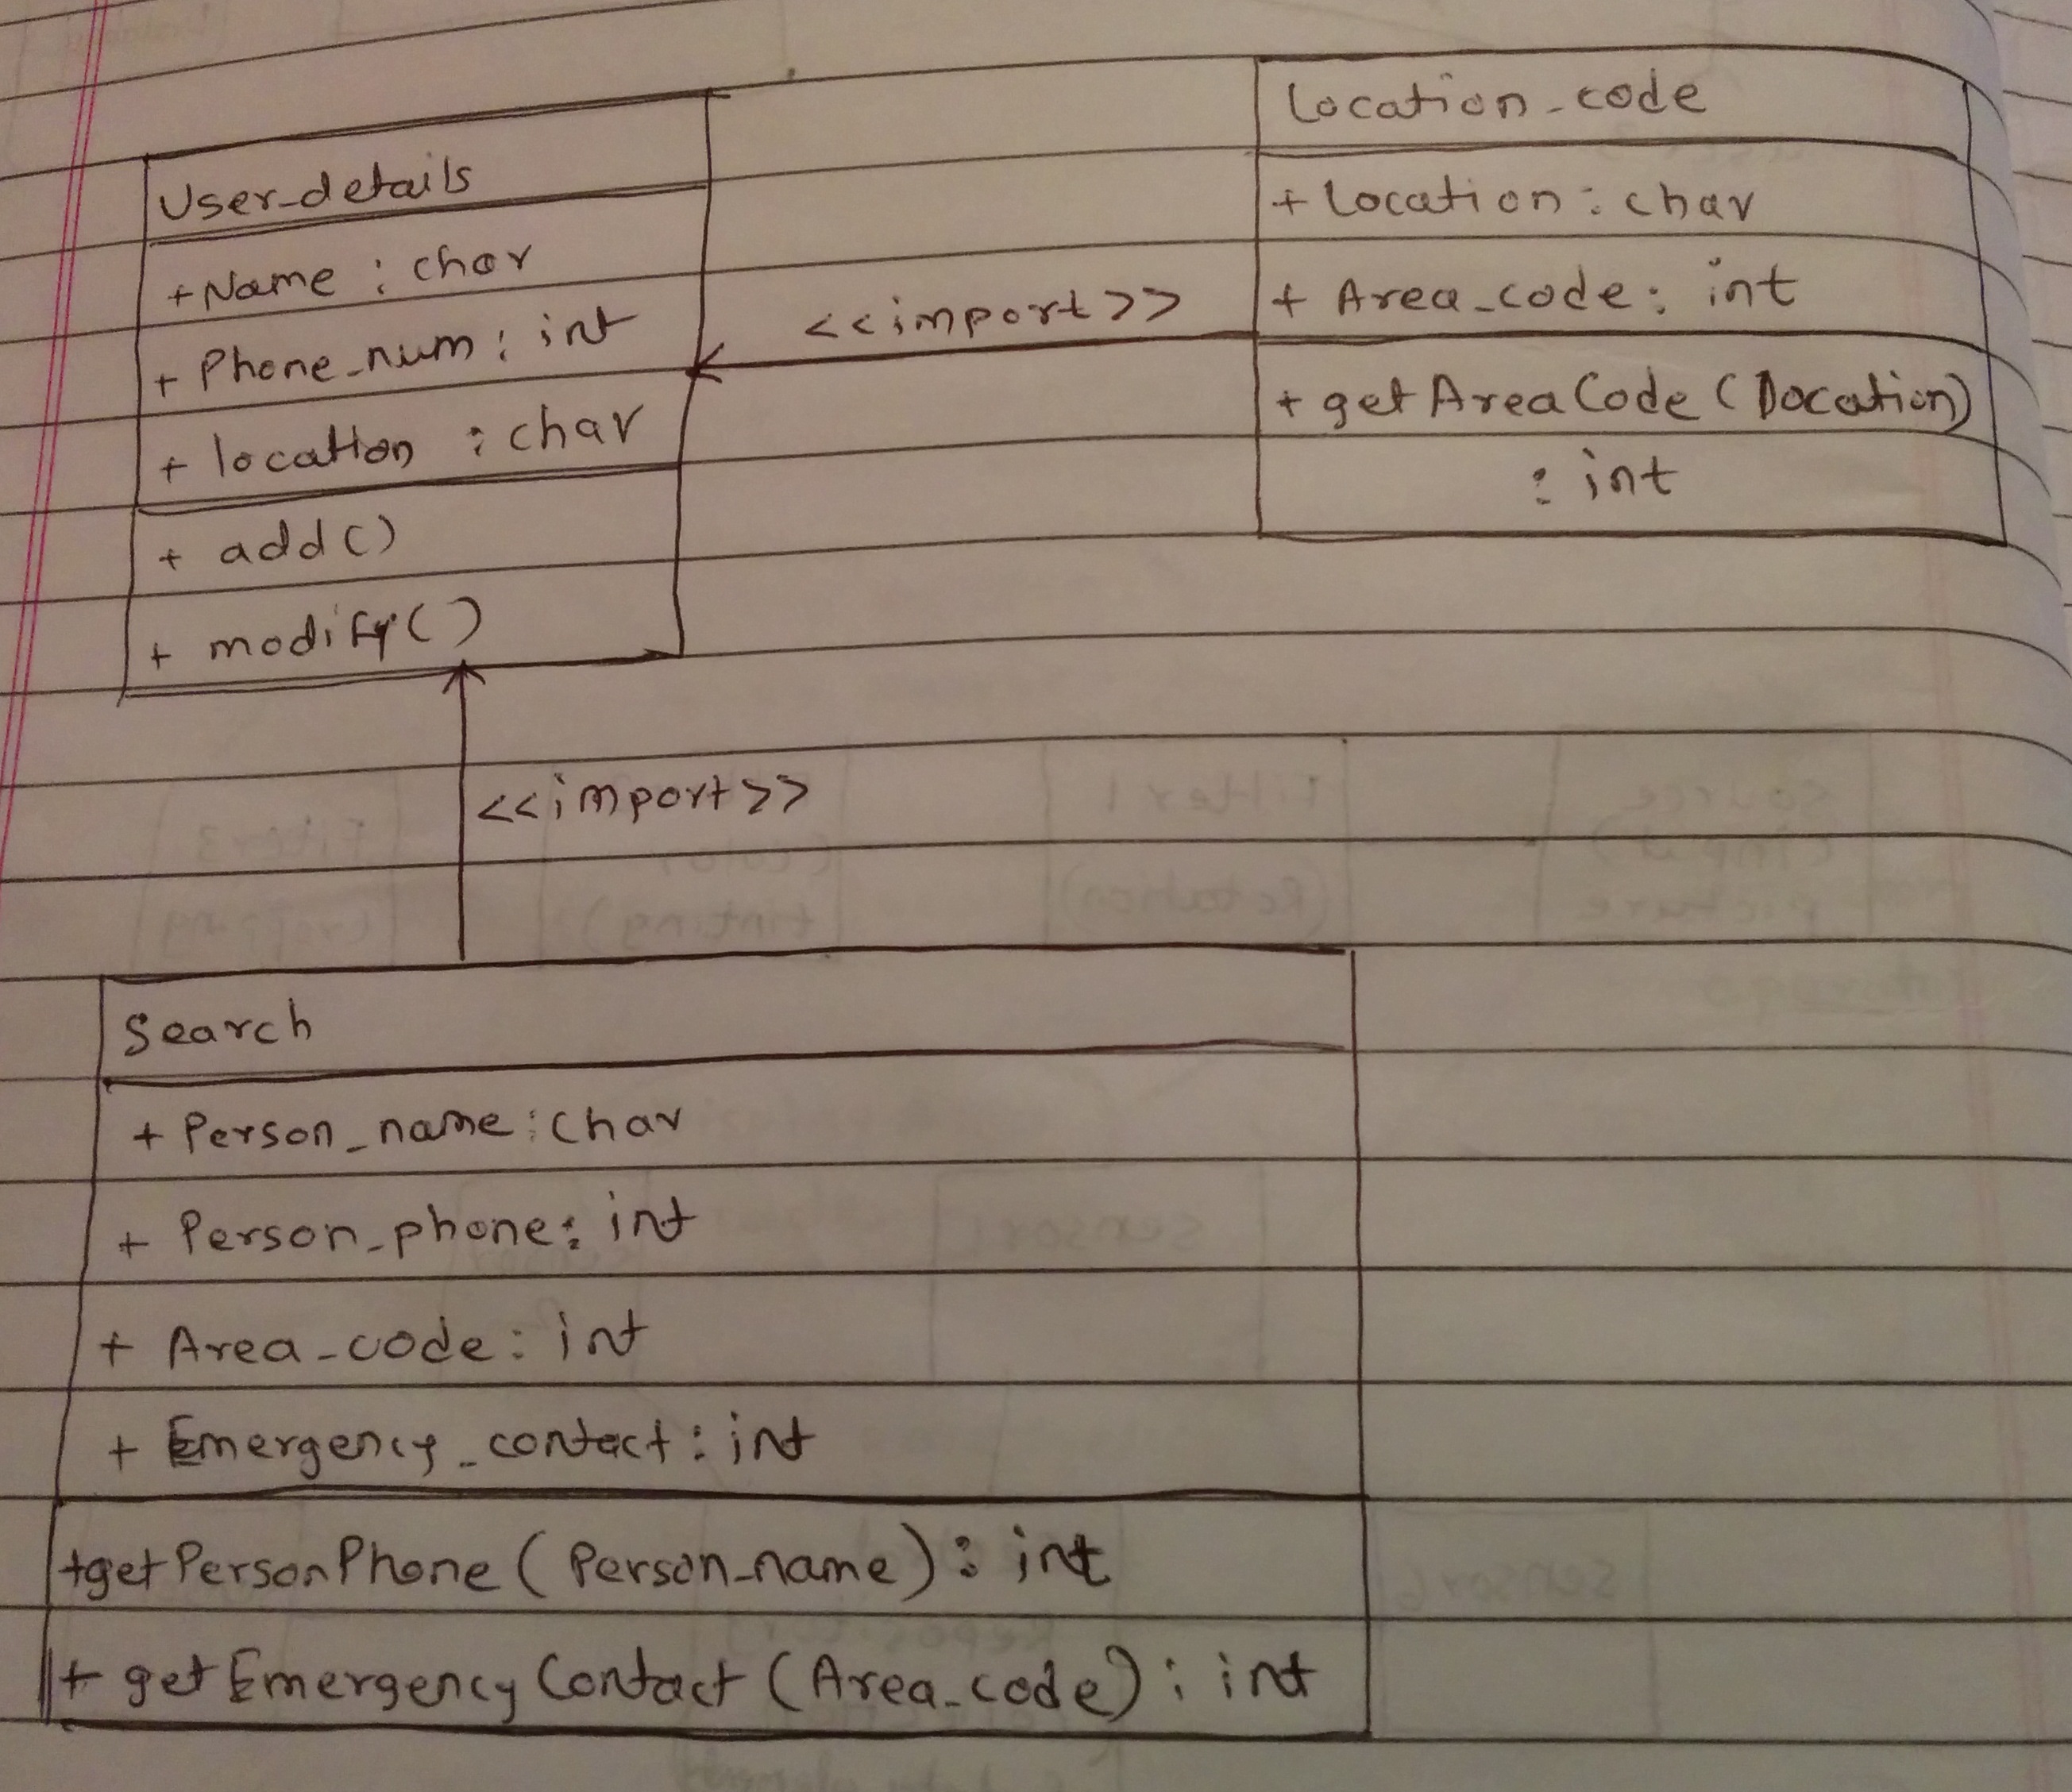 User_details
+ Name : char
+ Phone_num : int
+ location : char
+ add()
+ modify()
<<import>>
Location_code
+ Location : char
+ Area_code : int
+ getAreaCode (Location)
: int
<<import>>
Search
+ Person_name : char
+ Person_phone : int
+ Area_code : int
+ Emergency_contact : int
+getPersonPhone (Person_name) : int
+ getEmergencyContact (Area_code) : int